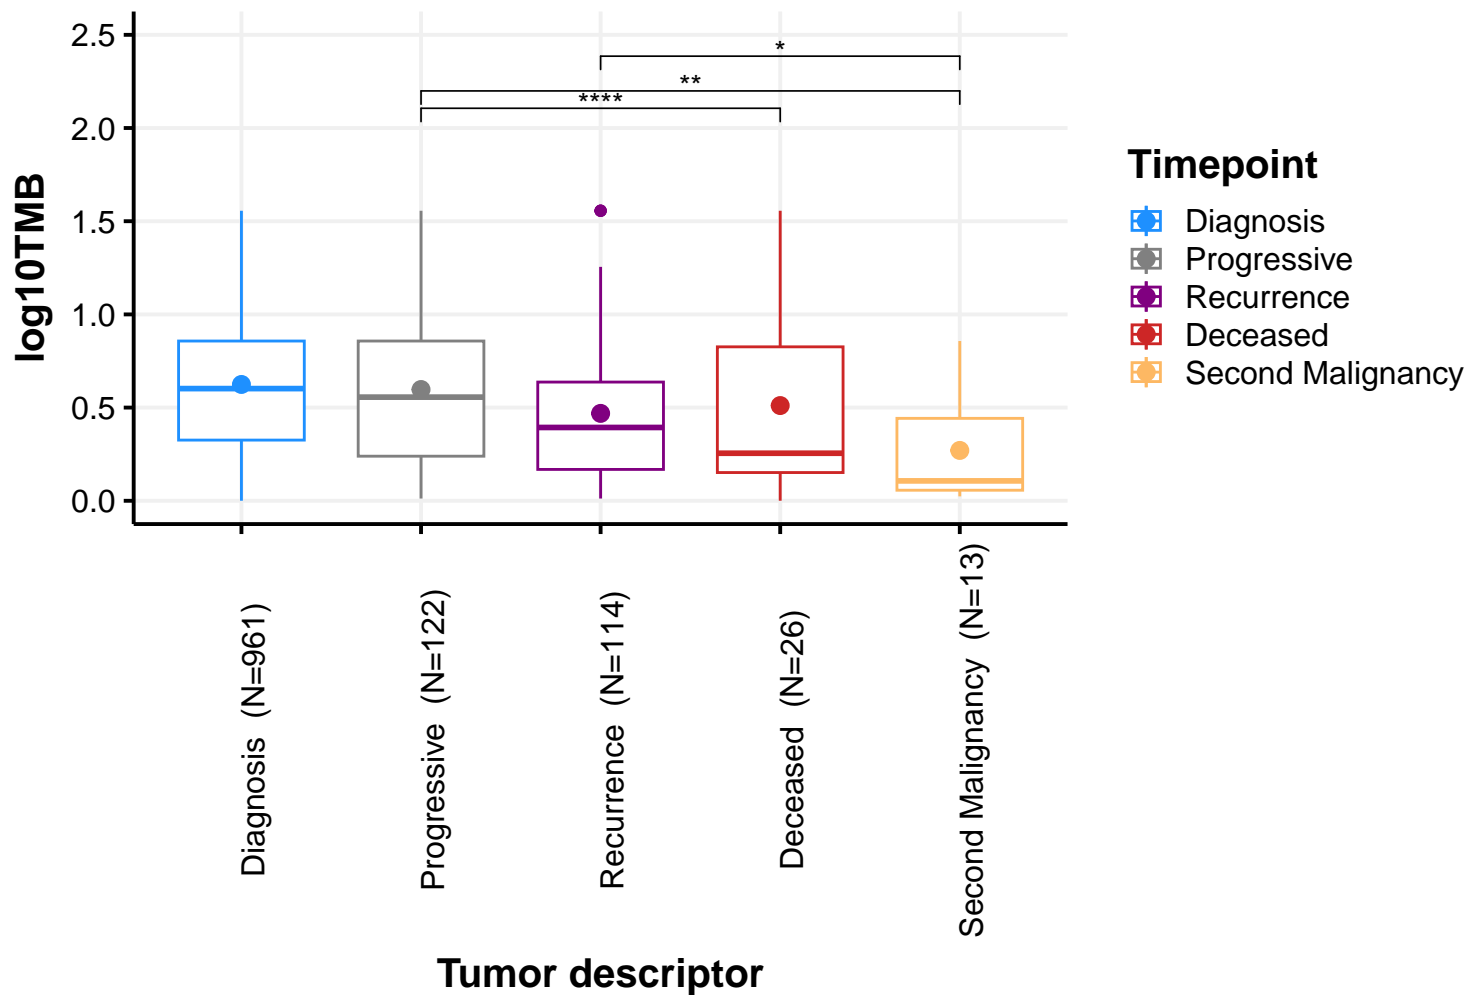 log10TMB
2.5
2.0
1.5
1.0
0.5
0.0
*
**
****
Diagnosis (N=961)
Progressive (N=122)
Recurrence (N=114)
Deceased (N=26)
Second Malignancy (N=13)
Tumor descriptor
Timepoint
Diagnosis
Progressive
Recurrence
Deceased
Second Malignancy